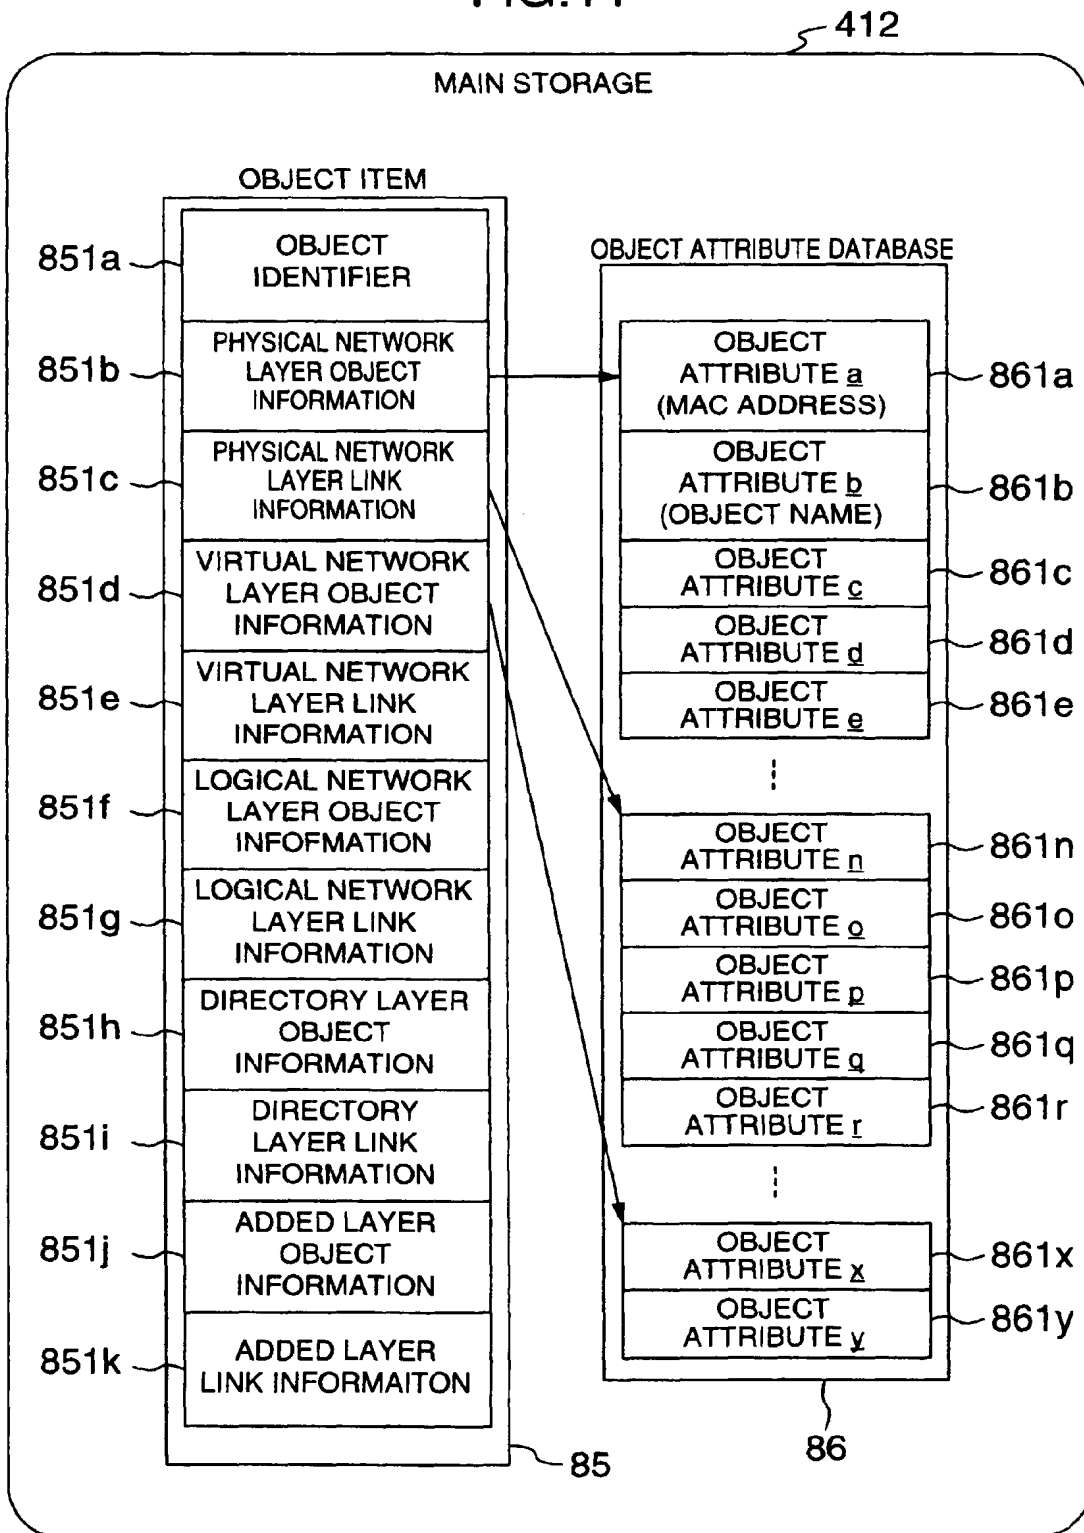 412
MAIN STORAGE
OBJECT ITEM
851a
OBJECT
IDENTIFIER
851b
PHYSICAL NETWORK
LAYER OBJECT
INFORMATION
851c
PHYSICAL NETWORK
LAYER LINK
INFORMATION
851d
VIRTUAL NETWORK
LAYER OBJECT
INFORMATION
851e
VIRTUAL NETWORK
LAYER LINK
INFORMATION
851f
LOGICAL NETWORK
LAYER OBJECT
INFOFMATION
851g
LOGICAL NETWORK
LAYER LINK
INFORMATION
851h
DIRECTORY LAYER
OBJECT
INFORMATION
851i
DIRECTORY
LAYER LINK
INFORMATION
851j
ADDED LAYER
OBJECT
INFORMATION
851k
ADDED LAYER
LINK INFORMAITON
85
OBJECT ATTRIBUTE DATABASE
OBJECT
ATTRIBUTE a
(MAC ADDRESS)
861a
OBJECT
ATTRIBUTE b
(OBJECT NAME)
861b
OBJECT
ATTRIBUTE c
861c
OBJECT
ATTRIBUTE d
861d
OBJECT
ATTRIBUTE e
861e
OBJECT
ATTRIBUTE n
861n
OBJECT
ATTRIBUTE o
861o
OBJECT
ATTRIBUTE p
861p
OBJECT
ATTRIBUTE q
861q
OBJECT
ATTRIBUTE r
861r
OBJECT
ATTRIBUTE x
861x
OBJECT
ATTRIBUTE y
861y
86